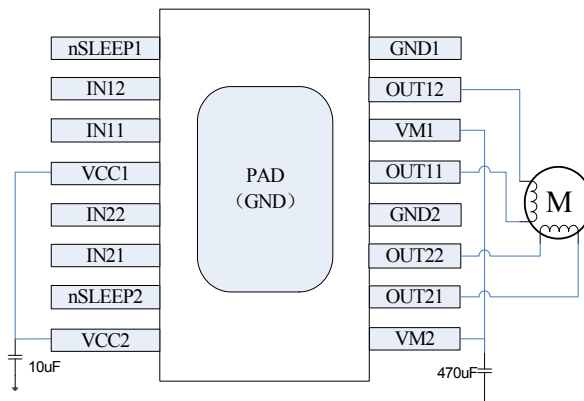 nSLEEP1
IN12
IN11
VCC1
IN22
IN21
nSLEEP2
VCC2
10uF
PAD
（GND）
GND1
OUT12
VM1
OUT11
GND2
OUT22
OUT21
VM2
470uF
M